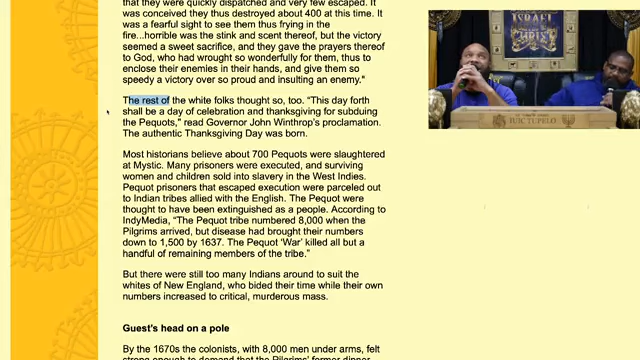 that they were quickly dispatched and very few escaped. It
was conceived they thus destroyed about 400 at this time. It
was a fearful sight to see them thus frying in the
fire...horrible was the stink and scent thereof, but the victory
seemed a sweet sacrifice, and they gave the prayers thereof
to God, who had wrought so wonderfully for them, thus to
enclose their enemies in their hands, and give them so
speedy a victory over so proud and insulting an enemy."
The rest of the white folks thought so, too. "This day forth
shall be a day of celebration and thanksgiving for subduing
the Pequots," read Governor John Winthrop's proclamation.
The authentic Thanksgiving Day was born.
Most historians believe about 700 Pequots were slaughtered
at Mystic. Many prisoners were executed, and surviving
women and children sold into slavery in the West Indies.
Pequot prisoners that escaped execution were parceled out
to Indian tribes allied with the English. The Pequot were
thought to have been extinguished as a people. According to
IndyMedia, "The Pequot tribe numbered 8,000 when the
Pilgrims arrived, but disease had brought their numbers
down to 1,500 by 1637. The Pequot 'War' killed all but a
handful of remaining members of the tribe."
But there were still too many Indians around to suit the
whites of New England, who bided their time while their own
numbers increased to critical, murderous mass.
Guest's head on a pole
By the 1670s the colonists, with 8,000 men under arms, felt
strong enough to demand that the Pilgrims' former dinner
ISRAEL
IUIC TUPELO